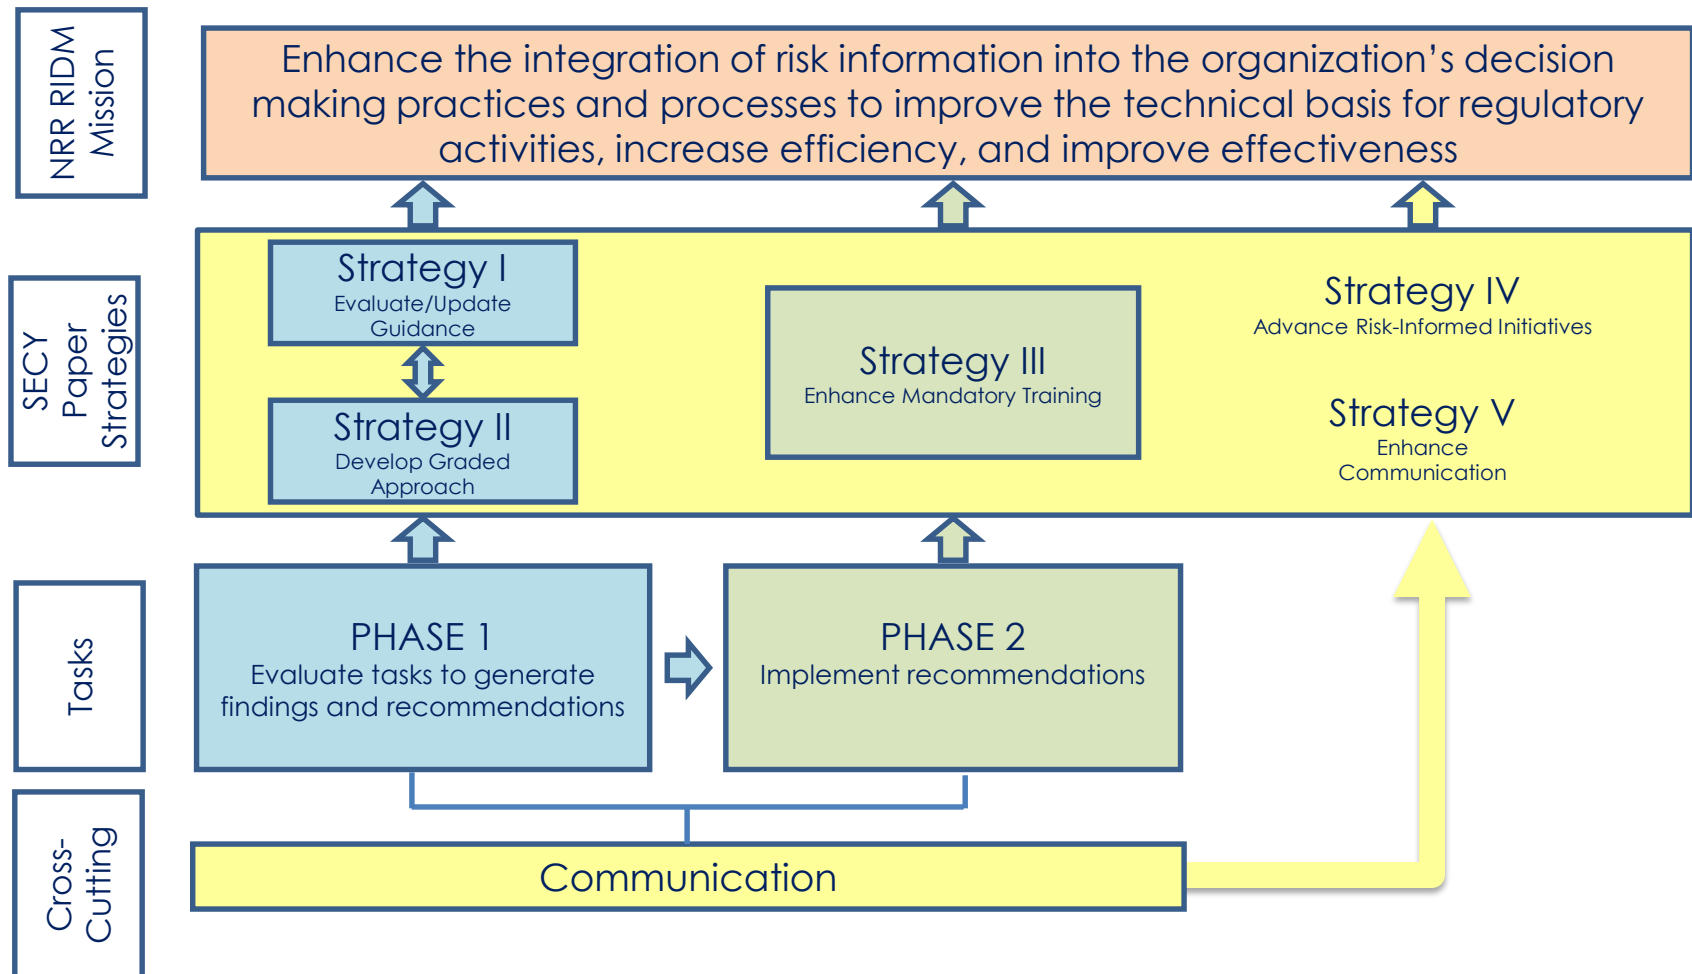 NRR RIDM
Mission
Enhance the integration of risk information into the organization’s decision
making practices and processes to improve the technical basis for regulatory
activities, increase efficiency, and improve effectiveness
SECY
Paper
Strategies
Strategy I
Evaluate/Update
Guidance
Strategy II
Develop Graded
Approach
Strategy III
Enhance Mandatory Training
Strategy IV
Advance Risk-Informed Initiatives
Strategy V
Enhance
Communication
Tasks
PHASE 1
Evaluate tasks to generate
findings and recommendations
PHASE 2
Implement recommendations
Cross-
Cutting
Communication